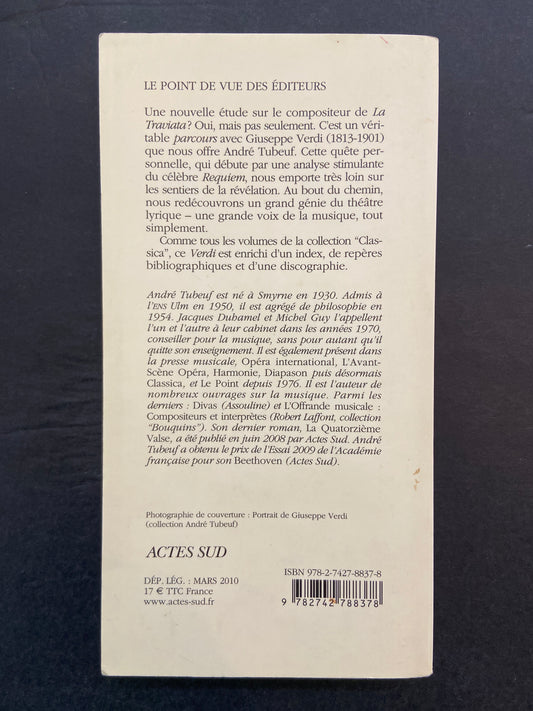 LE POINT DE VUE DES ÉDITEURS
Une nouvelle étude sur le compositeur de La
Traviata ? Oui, mais pas seulement. C'est un véri-
table parcours avec Giuseppe Verdi (1813-1901)
que nous offre André Tubeuf. Cette quête per-
sonnelle, qui débute par une analyse stimulante
du célèbre Requiem, nous emporte très loin sur
les sentiers de la révélation. Au bout du chemin,
nous redécouvrons un grand génie du théâtre
lyrique – une grande voix de la musique, tout
simplement.
Comme tous les volumes de la collection “Clas-
sica”, ce Verdi est enrichi d'un index, de repères
bibliographiques et d'une discographie.
André Tubeuf est né à Smyrne en 1930. Admis à
l'ENS Ulm en 1950, il est agrégé de philosophie en
1954. Jacques Duhamel et Michel Guy l'appellent
l'un et l'autre à leur cabinet dans les années 1970,
conseiller pour la musique, sans pour autant qu'il
quitte son enseignement. Il est également présent dans
la presse musicale, Opéra international, L'Avant-
Scène Opéra, Harmonie, Diapason puis désormais
Classica, et Le Point depuis 1976. Il est l'auteur de
nombreux ouvrages sur la musique. Parmi les
derniers : Divas (Assouline) et L'Offrande musicale :
Compositeurs et interprètes (Robert Laffont, collection
“Bouquins”). Son dernier roman, La Quatorzième
Valse, a été publié en juin 2008 par Actes Sud. André
Tubeuf a obtenu le prix de l'Essai 2009 de l'Académie
française pour son Beethoven (Actes Sud).
Photographie de couverture : Portrait de Giuseppe Verdi
(collection André Tubeuf)
ACTES SUD
DÉP. LÉG. : MARS 2010
17 € TTC France
www.actes-sud.fr
ISBN 978-2-7427-8837-8
9 782742 788378